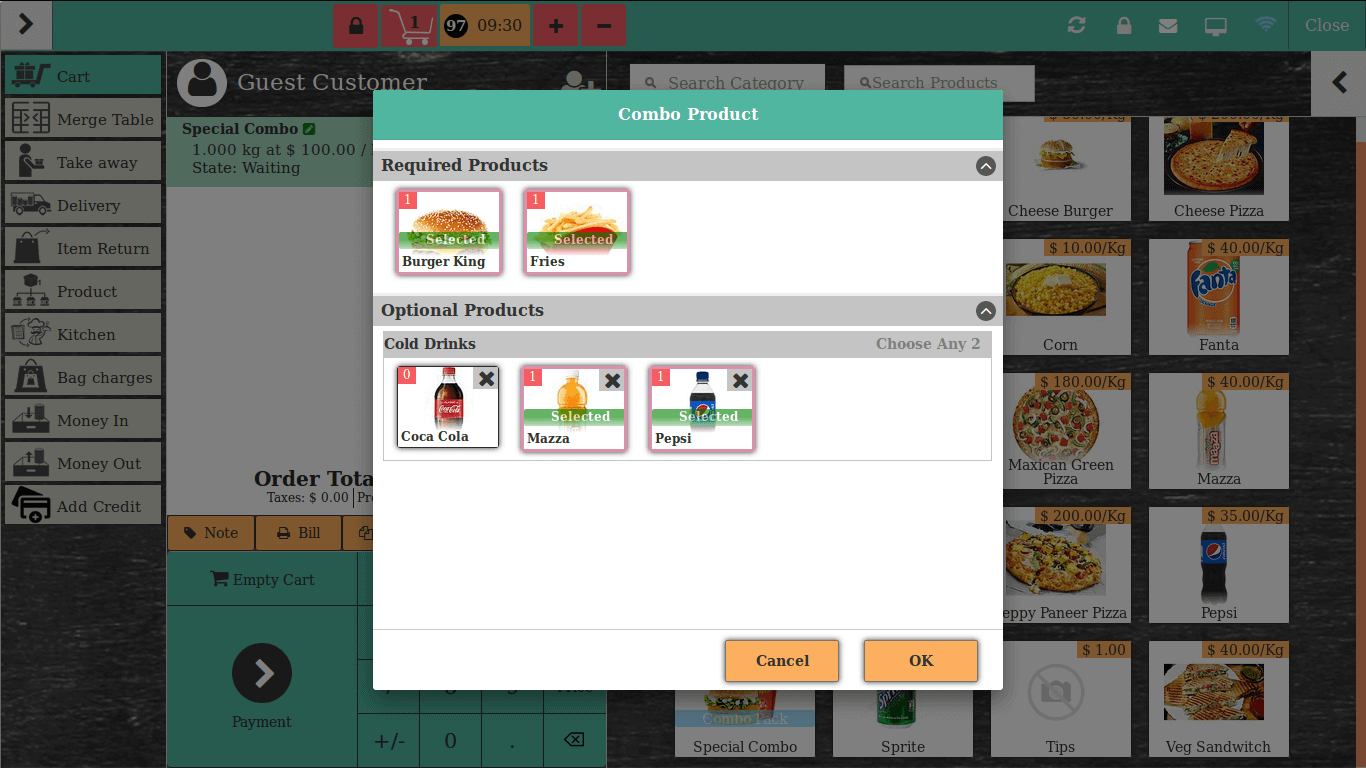 1
97 09:30
Close
Cart
Merge Table
Take away
Delivery
Item Return
Product
Kitchen
Bag charges
Money In
Money Out
Add Credit
Guest Customer
Special Combo
1.000 kg at $ 100.00 /
State: Waiting
Order Tota
Taxes: $ 0.00
Note
Bill
Empty Cart
Payment
+/-
0
.
Search Category
Search Products
Combo Product
Required Products
1
Selected
Burger King
1
Selected
Fries
Optional Products
Cold Drinks
Choose Any 2
0
Coca Cola
1
Selected
Mazza
1
Selected
Pepsi
Cancel
OK
Cheese Burger
Cheese Pizza
$ 10.00/Kg
Corn
$ 40.00/Kg
Fanta
$ 180.00/Kg
Maxican Green
Pizza
$ 40.00/Kg
Mazza
$ 200.00/Kg
eppy Paneer Pizza
$ 35.00/Kg
Pepsi
Combo Pack
Special Combo
Sprite
$ 1.00
Tips
$ 40.00/Kg
Veg Sandwitch